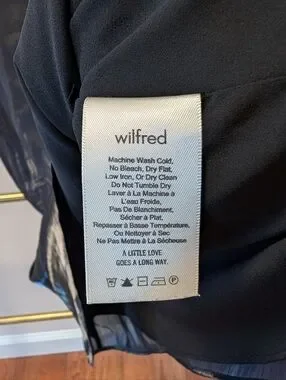 wilfred
Machine Wash Cold,
No Bleach, Dry Flat,
Low Iron, Or Dry Clean
Do Not Tumble Dry
Laver à La Machine à
L'eau Froida,
Pas De Blanchiment,
Sécher à Plat,
Repasser à Basse Température,
Ou Nettoyer à Sec
Ne Pas Mettre à La Sécheuse
A LITTLE LOVE
GOES A LONG WAY.